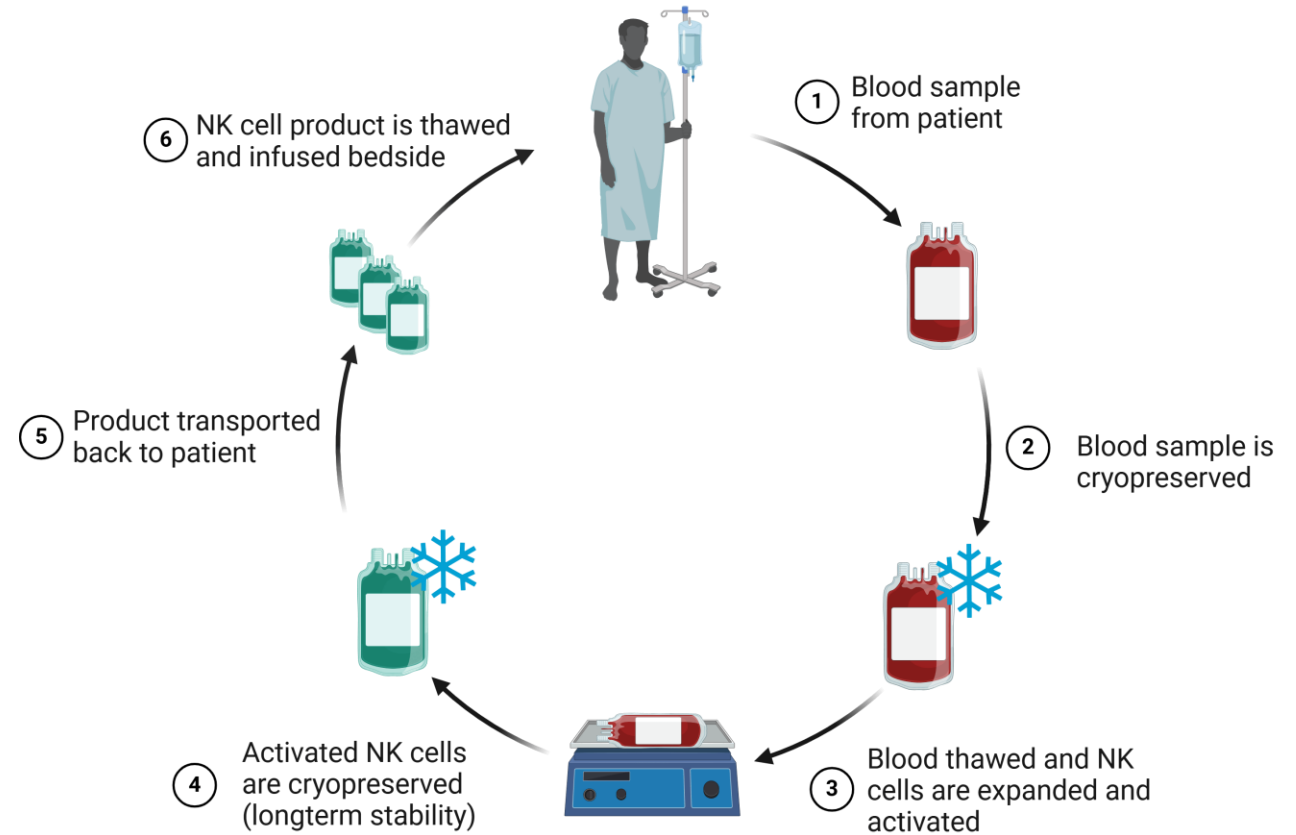 1
Blood sample
from patient
2
Blood sample is
cryopreserved
3
Blood thawed and NK
cells are expanded and
activated
4
Activated NK cells
are cryopreserved
(longterm stability)
5
Product transported
back to patient
6
NK cell product is thawed
and infused bedside